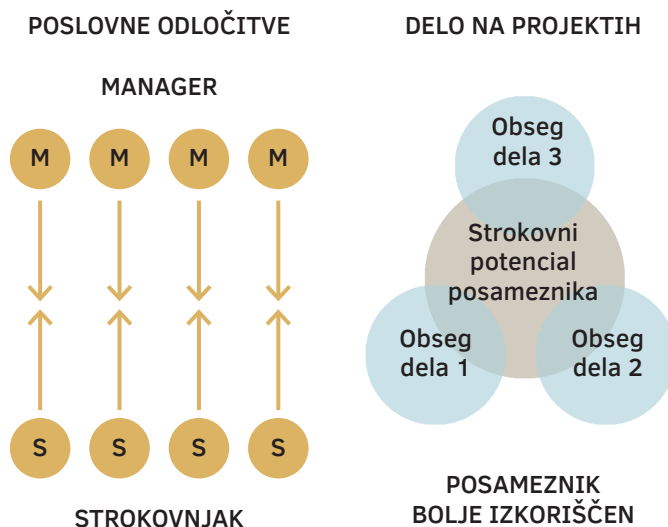 POSLOVNE ODLOČITVE
MANAGER
M M M M
S S S S
STROKOVNJAK
DELO NA PROJEKTIH
Obseg
dela 3
Strokovni
potencial
posameznika
Obseg
dela 1
Obseg
dela 2
POSAMEZNIK
BOLJE IZKORIŠČEN